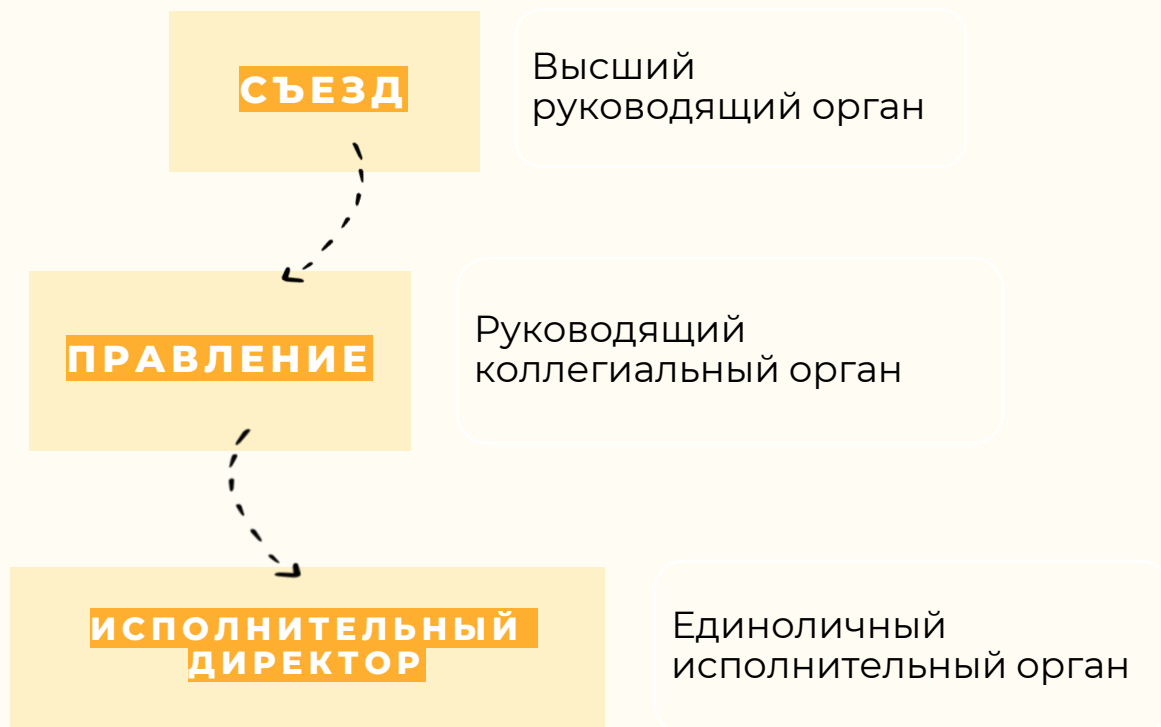 СЪЕЗД
Высший
руководящий орган
ПРАВЛЕНИЕ
Руководящий
коллегиальный орган
ИСПОЛНИТЕЛЬНЫЙ
ДИРЕКТОР
Единоличный
исполнительный орган